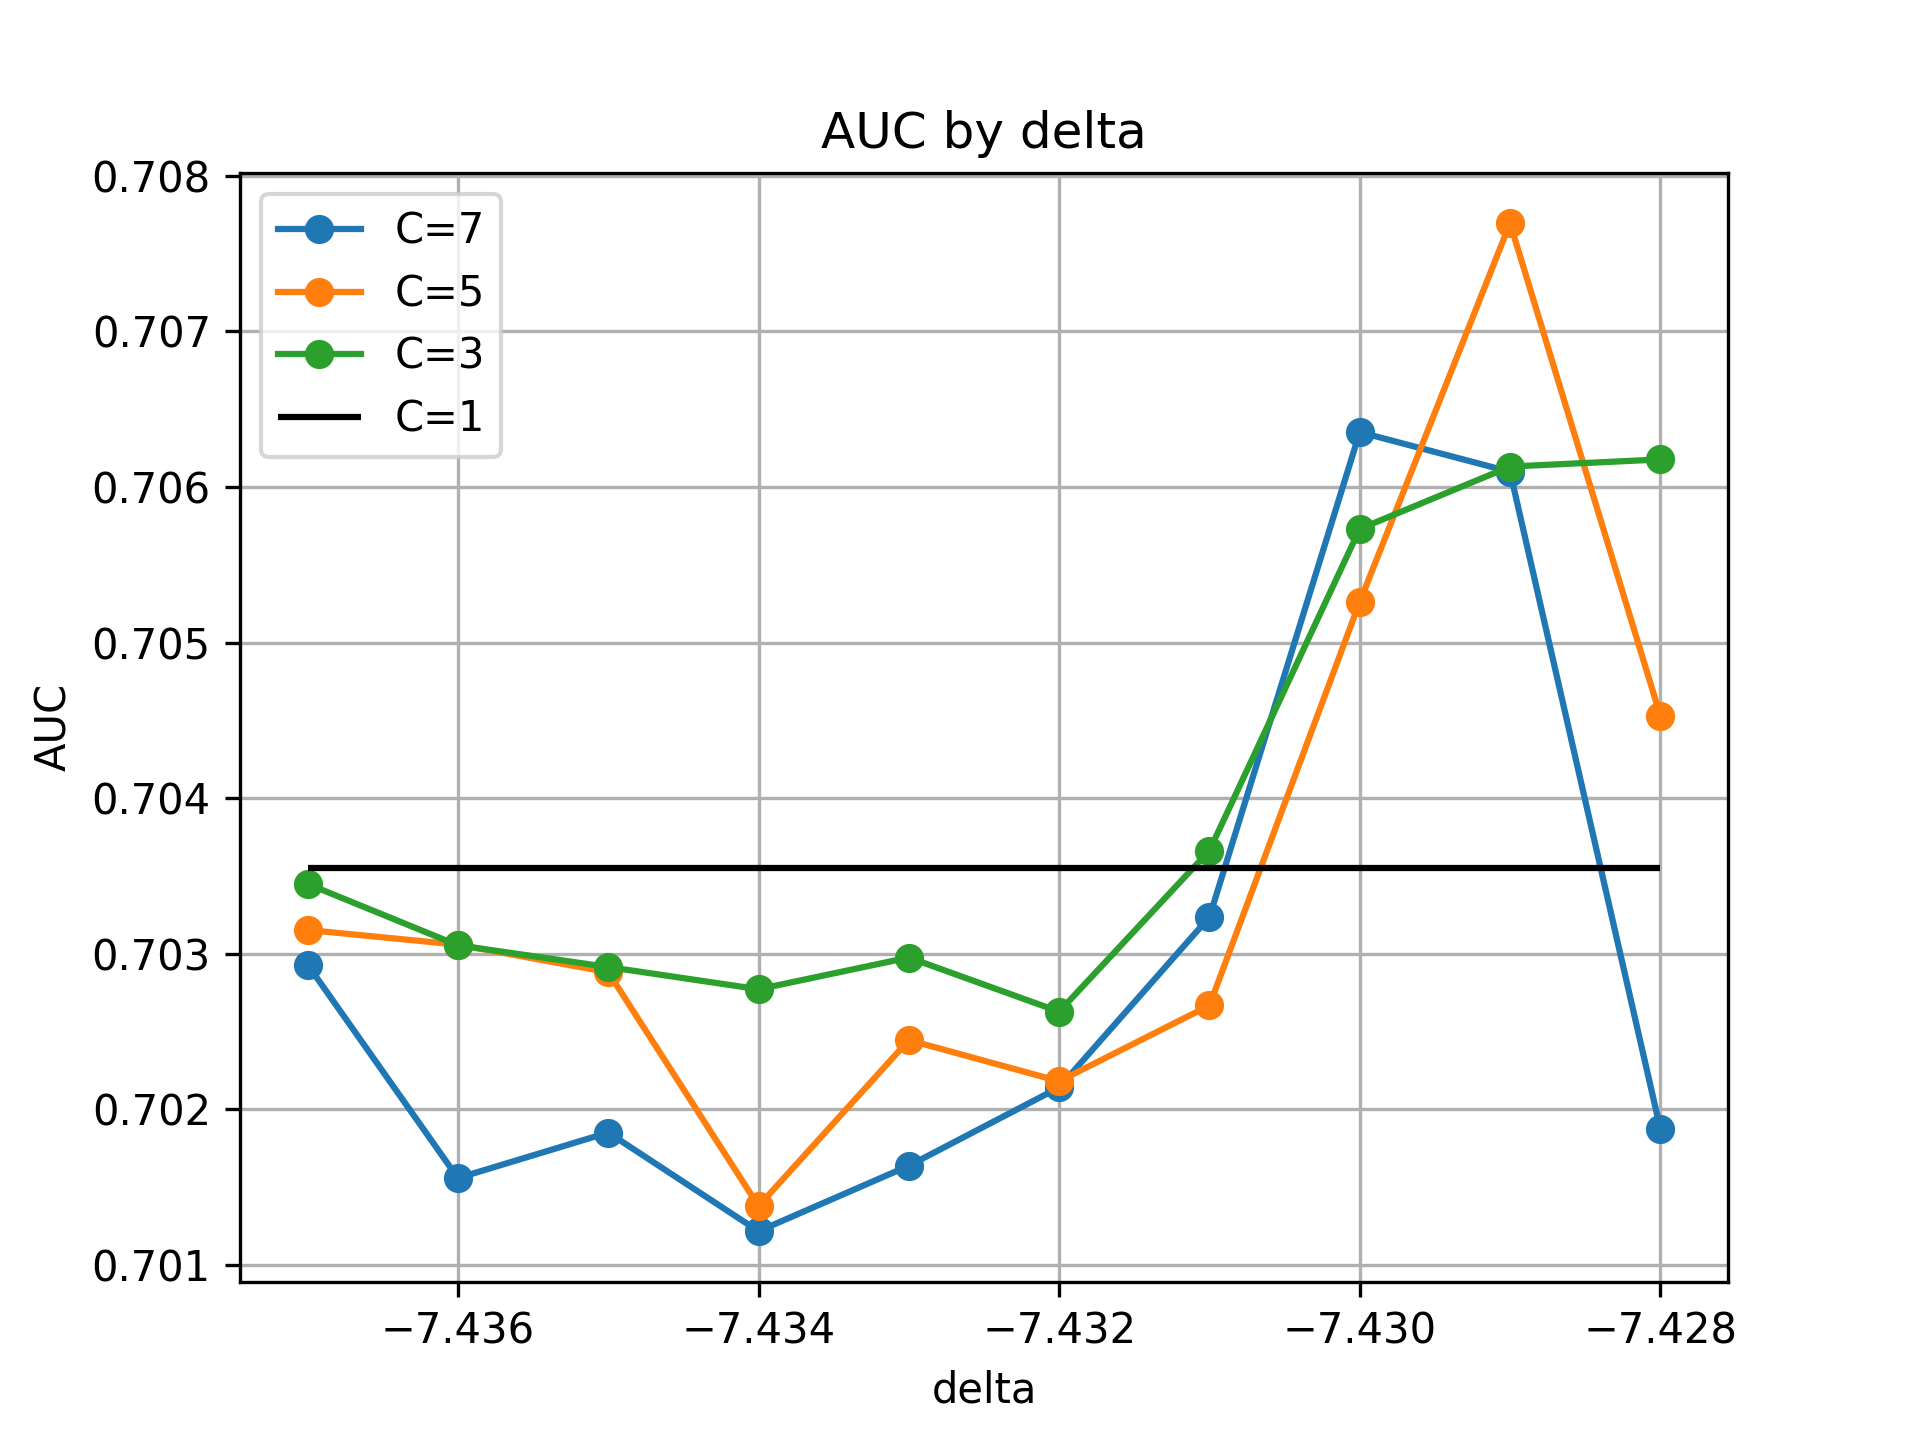 AUC by delta
0.708
0.707
0.706
0.705
0.704
0.703
0.702
0.701
AUC
C=7
C=5
C=3
C=1
−7.436 −7.434 −7.432 −7.430 −7.428
delta